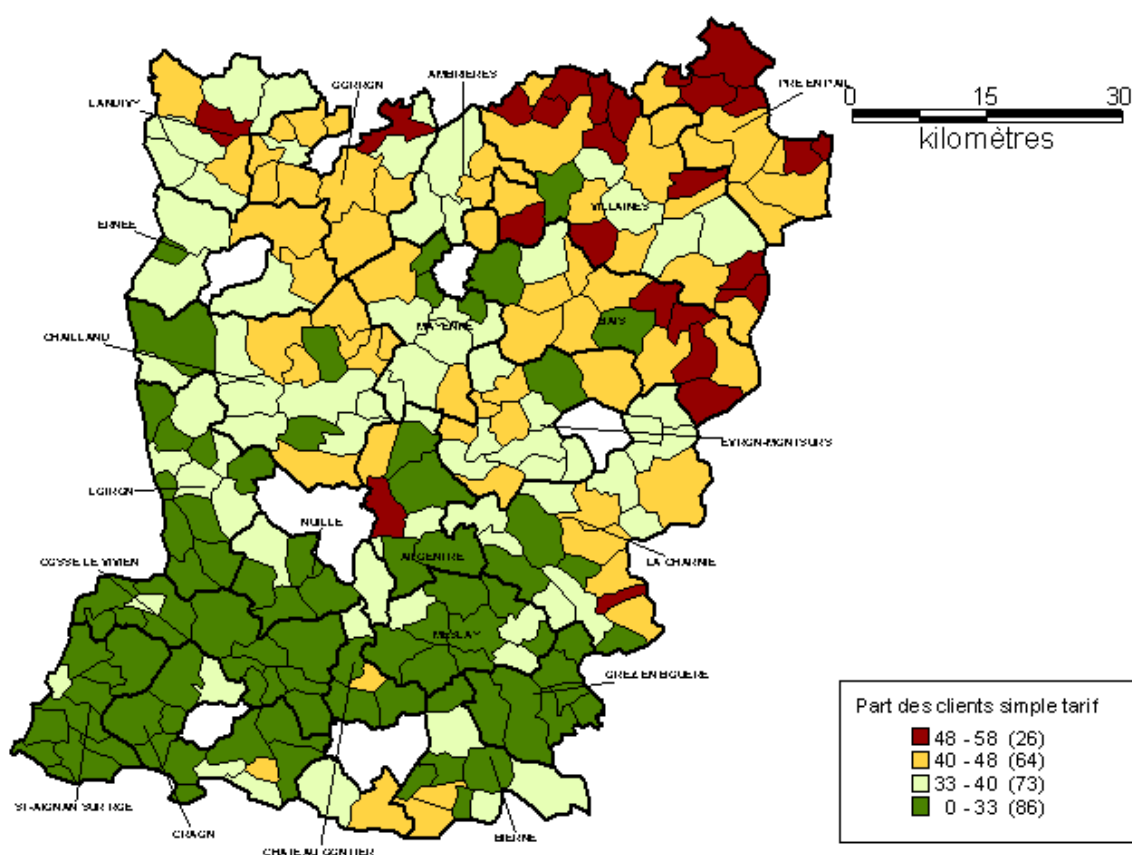 AMBRIERES
GORRON
LANDIVY
PRE EN PAIL
0 15 30
kilomètres
VILLAINES
ERNEE
MAYENNE
BAIS
CHAILLAND
EVRON-MONTSURS
LOIRON
NUILLE
ARGENTRE
LA CHARNIE
COSSE LE VIVIEN
MESLAY
GREZ EN BOUERE
ST-AIGNAN SUR ROE
CRAON
BIERNE
CHATEAU GONTIER
Part des clients simple tarif
48 - 58 (26)
40 - 48 (64)
33 - 40 (73)
0 - 33 (86)